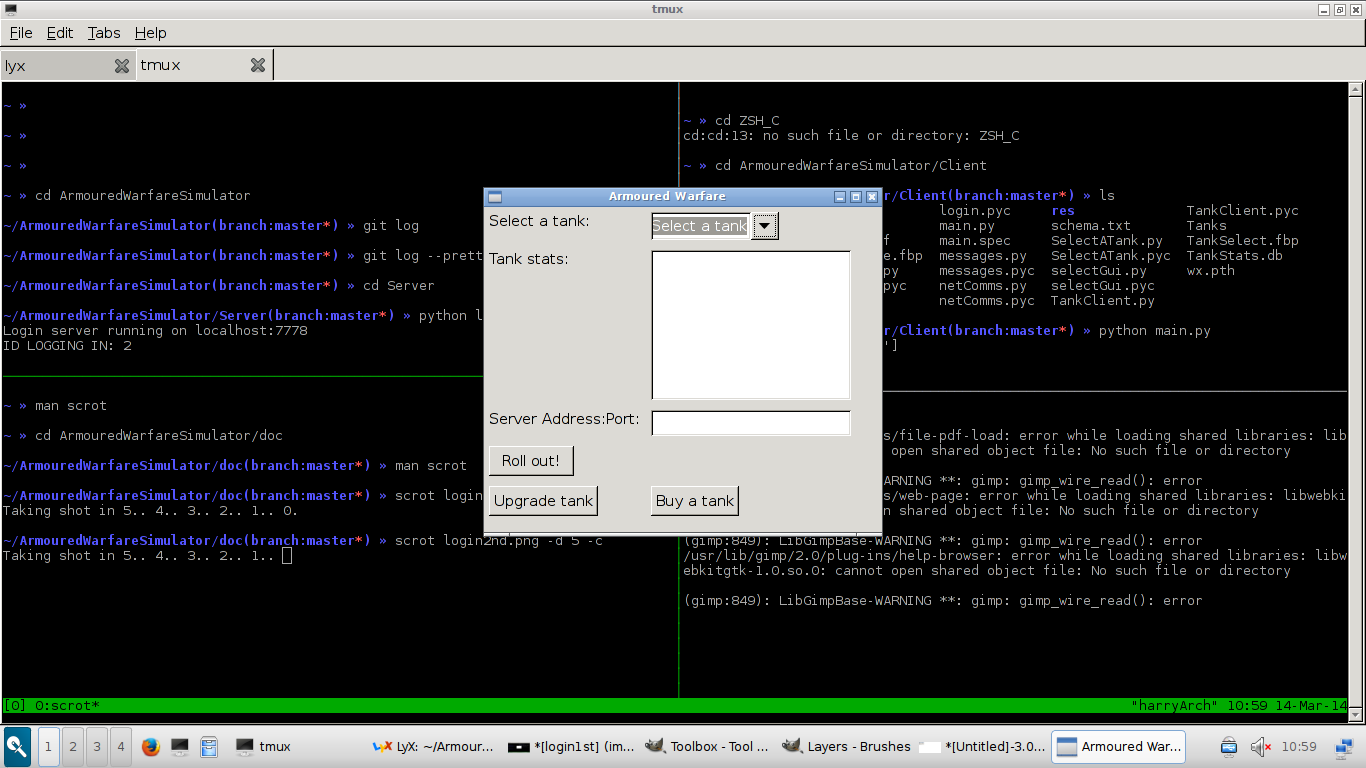 tmux
File Edit Tabs Help
lyx
tmux
~ »
~ »
~ »
~ » cd ArmouredWarfareSimulator
~/ArmouredWarfareSimulator(branch:master*) » git log
~/ArmouredWarfareSimulator(branch:master*) » git log --prett
~/ArmouredWarfareSimulator(branch:master*) » cd Server
~/ArmouredWarfareSimulator/Server(branch:master*) » python l
Login server running on localhost:7778
ID LOGGING IN: 2
~ » man scrot
~ » cd ArmouredWarfareSimulator/doc
~/ArmouredWarfareSimulator/doc(branch:master*) » man scrot
~/ArmouredWarfareSimulator/doc(branch:master*) » scrot login
Taking shot in 5.. 4.. 3.. 2.. 1.. 0.
~/ArmouredWarfareSimulator/doc(branch:master*) » scrot login2nd.png -d 5 -c
Taking shot in 5.. 4.. 3.. 2.. 1..
~ » cd ZSH_C
cd:cd:13: no such file or directory: ZSH_C
~ » cd ArmouredWarfareSimulator/Client
r/Client(branch:master*) » ls
login.pyc res TankClient.pyc
main.py schema.txt Tanks
f main.spec SelectATank.py TankSelect.fbp
e.fbp messages.py SelectATank.pyc TankStats.db
py messages.pyc selectGui.py wx.pth
pyc netComms.py selectGui.pyc
netComms.pyc TankClient.py
r/Client(branch:master*) » python main.py
']
s/file-pdf-load: error while loading shared libraries: lib
open shared object file: No such file or directory
WARNING **: gimp: gimp_wire_read(): error
s/web-page: error while loading shared libraries: libwebki
n shared object file: No such file or directory
(gimp:849): LibGimpBase-WARNING **: gimp: gimp_wire_read(): error
/usr/lib/gimp/2.0/plug-ins/help-browser: error while loading shared libraries: libw
ebkitgtk-1.0.so.0: cannot open shared object file: No such file or directory
(gimp:849): LibGimpBase-WARNING **: gimp: gimp_wire_read(): error
Armoured Warfare
Select a tank: Select a tank
Tank stats:
Server Address:Port:
Roll out!
Upgrade tank Buy a tank
[0] 0:scrot* "harryArch" 10:59 14-Mar-14
1 2 3 4 tmux LyX: ~/Armour... *[login1st] (im... Toolbox - Tool ... Layers - Brushes *[Untitled]-3.0... Armoured War... 10:59